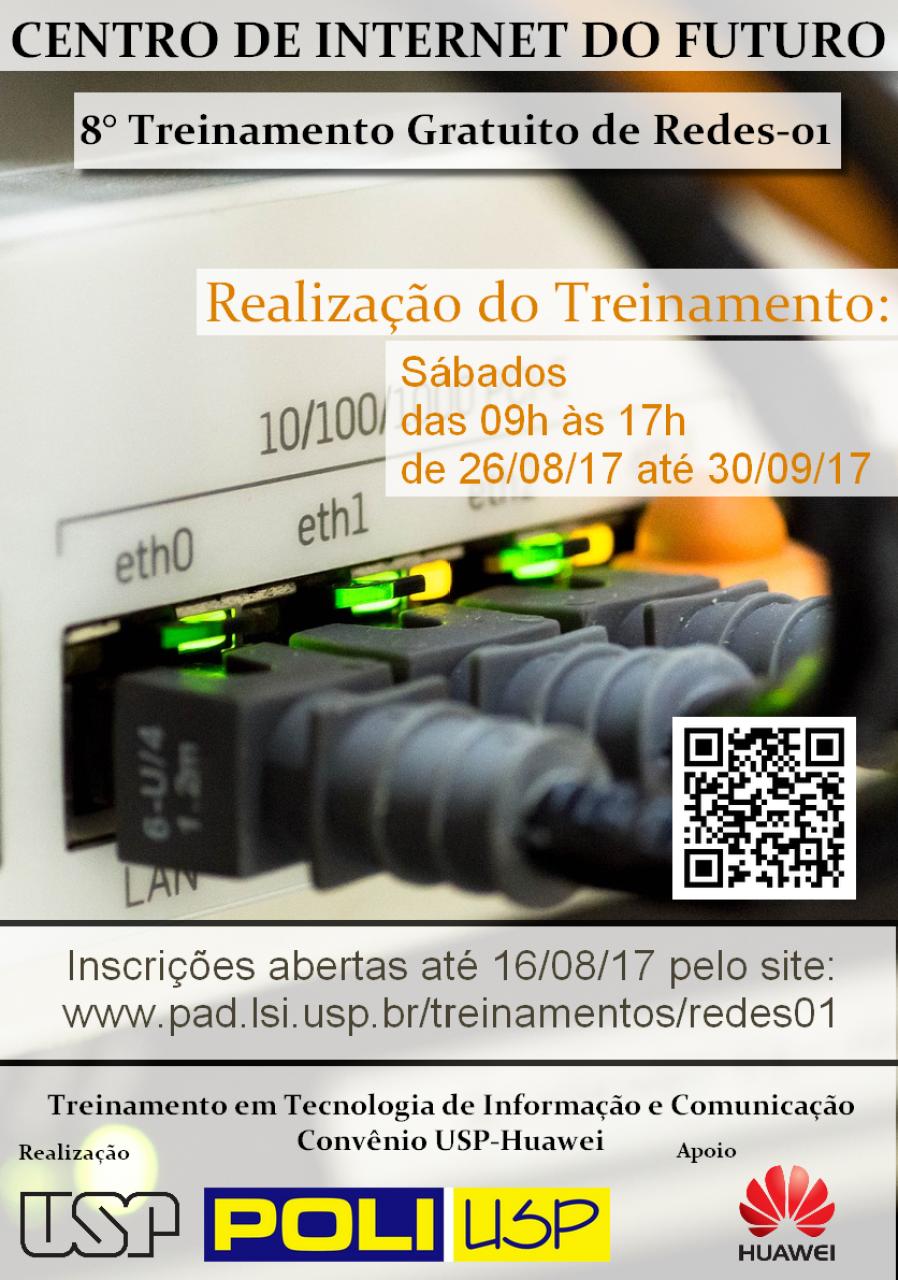 CENTRO DE INTERNET DO FUTURO
8° Treinamento Gratuito de Redes-01
Realização do Treinamento:
Sábados
das 09h às 17h
de 26/08/17 até 30/09/17
10/100/1000
eth0
eth1
6-U/4
1-2m
LAN
Inscrições abertas até 16/08/17 pelo site:
www.pad.lsi.usp.br/treinamentos/redes01
Treinamento em Tecnologia de Informação e Comunicação
Convênio USP-Huawei
Realização
Apoio
USP
POLI USP
HUAWEI